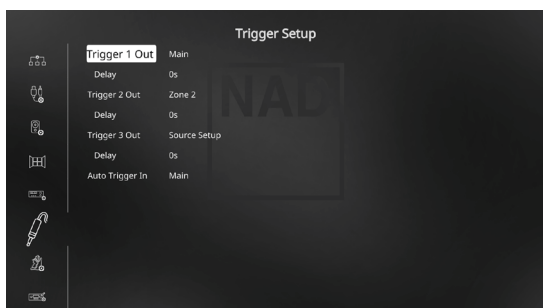 Trigger Setup
Trigger 1 Out Main
Delay 0s
Trigger 2 Out Zone 2
Delay 0s
Trigger 3 Out Source Setup
Delay 0s
Auto Trigger In Main
NAD